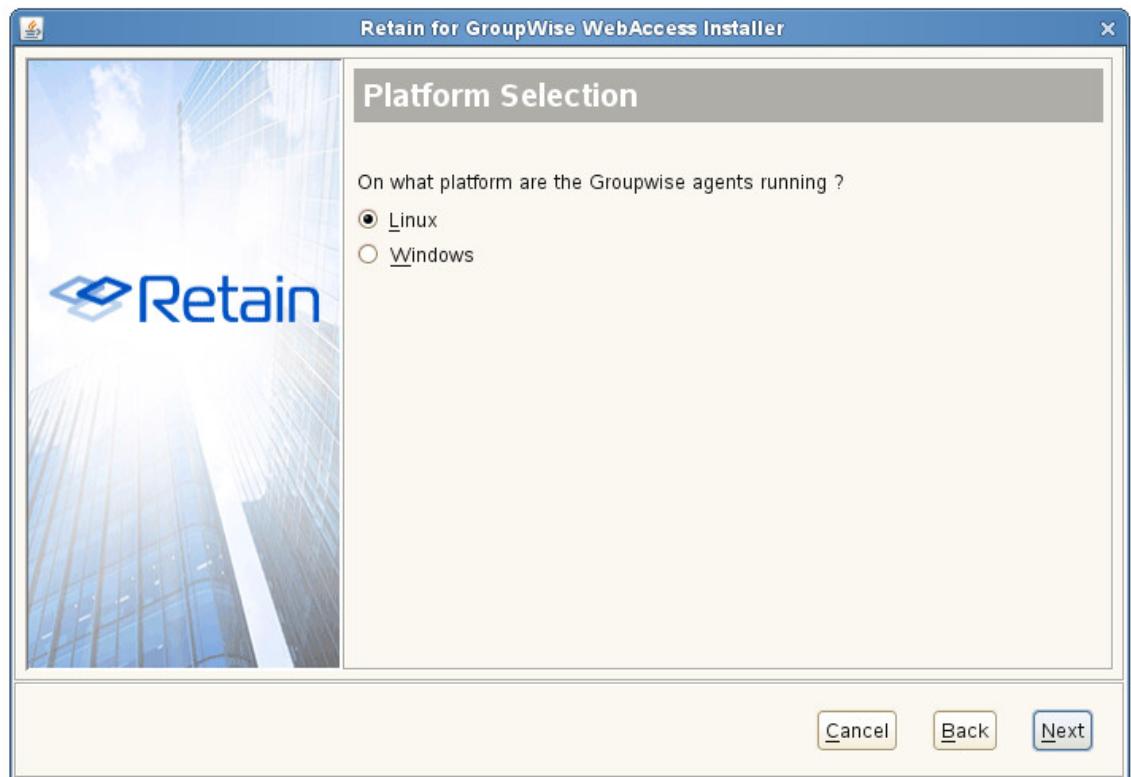 Retain for GroupWise WebAccess Installer
Platform Selection
On what platform are the Groupwise agents running ?
Linux
Windows
Retain
Cancel Back Next